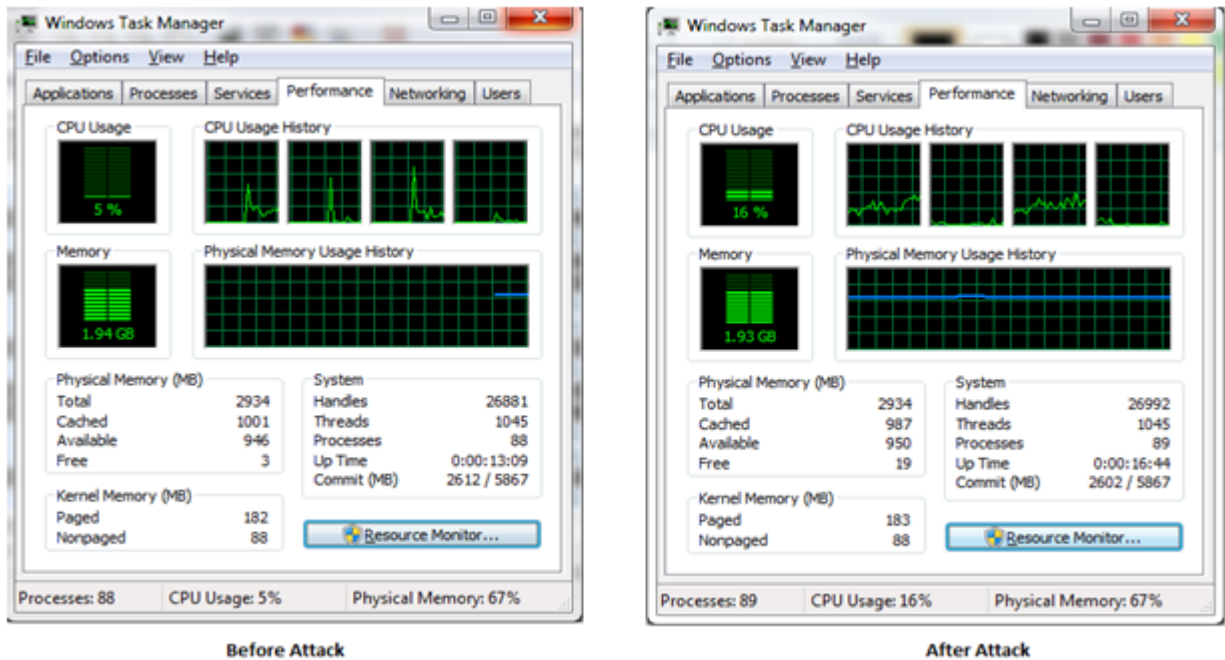 Windows Task Manager
File Options View Help
Applications Processes Services Performance Networking Users
CPU Usage CPU Usage History
5 %
Memory Physical Memory Usage History
1.94 GB
Physical Memory (MB)
Total 2934
Cached 1001
Available 946
Free 3
System
Handles 26881
Threads 1045
Processes 88
Up Time 0:00:13:09
Commit (MB) 2612 / 5867
Kernel Memory (MB)
Paged 182
Nonpaged 88
Resource Monitor...
Processes: 88 CPU Usage: 5% Physical Memory: 67%
Before Attack
Windows Task Manager
File Options View Help
Applications Processes Services Performance Networking Users
CPU Usage CPU Usage History
16 %
Memory Physical Memory Usage History
1.93 GB
Physical Memory (MB)
Total 2934
Cached 987
Available 950
Free 19
System
Handles 26992
Threads 1045
Processes 89
Up Time 0:00:16:44
Commit (MB) 2602 / 5867
Kernel Memory (MB)
Paged 183
Nonpaged 88
Resource Monitor...
Processes: 89 CPU Usage: 16% Physical Memory: 67%
After Attack